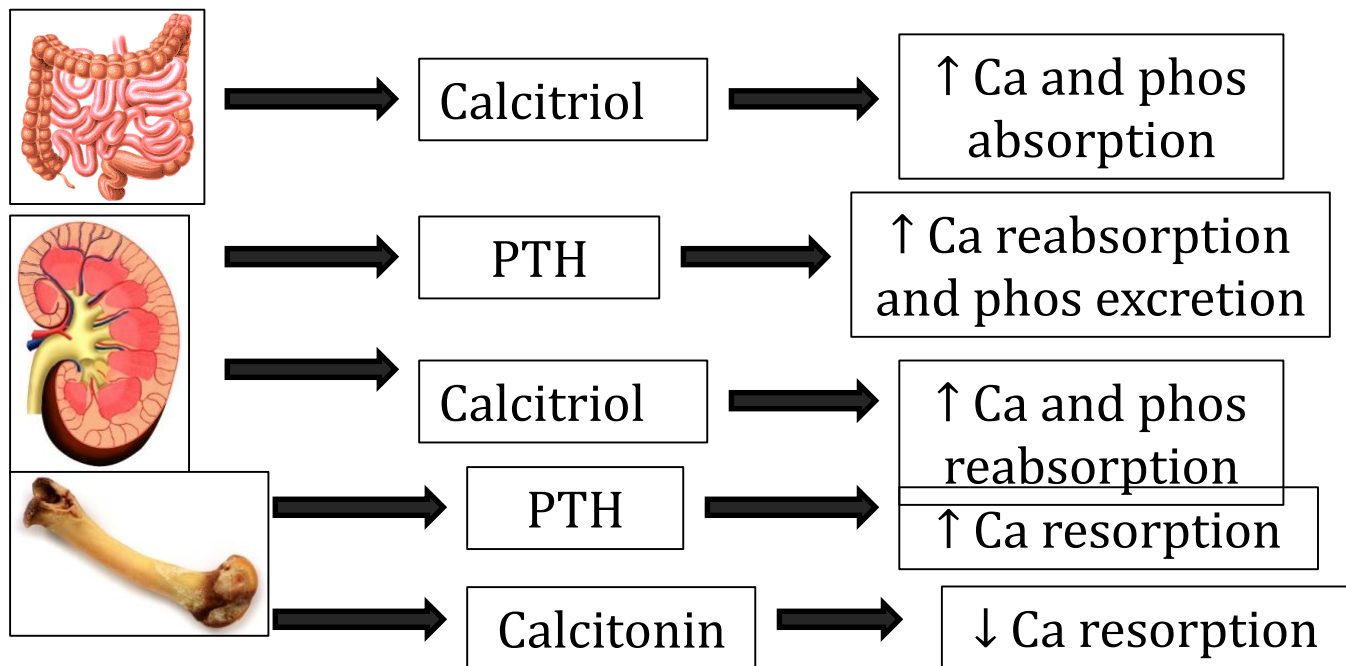 Calcitriol
↑ Ca and phos
absorption
PTH
↑ Ca reabsorption
and phos excretion
Calcitriol
↑ Ca and phos
reabsorption
PTH
↑ Ca resorption
Calcitonin
↓ Ca resorption